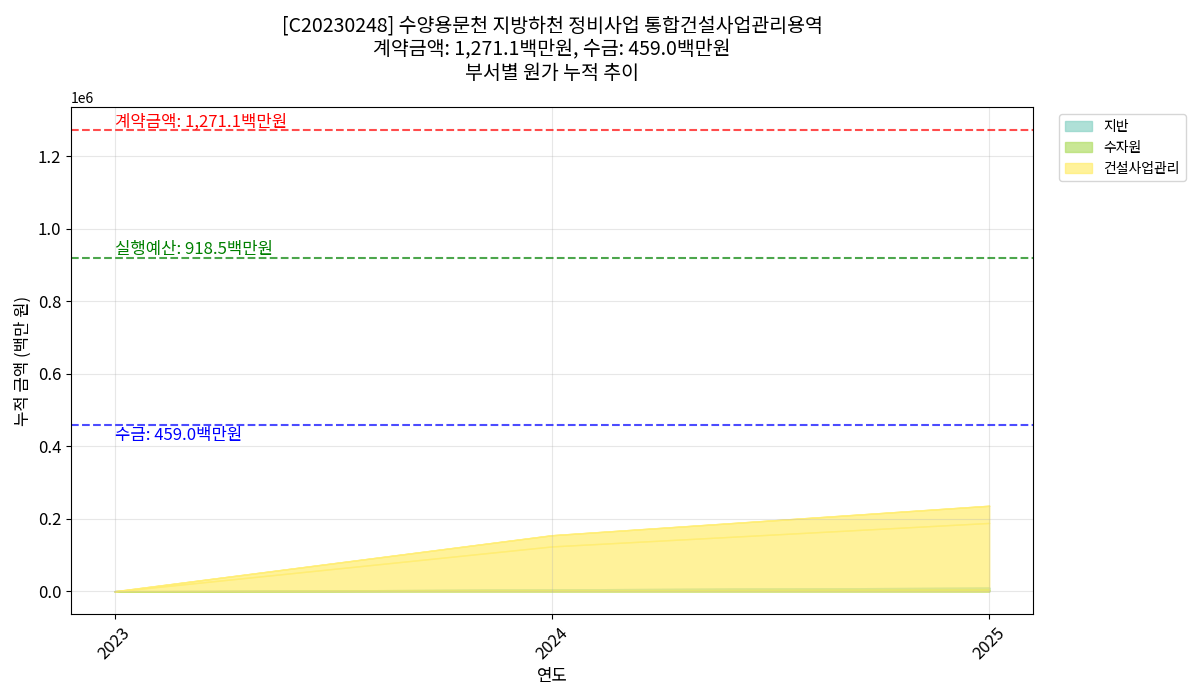 [C20230248] 수양용문천 지방하천 정비사업 통합건설사업관리용역
계약금액: 1,271.1백만원, 수금: 459.0백만원
부서별 원가 누적 추이
1e6
계약금액: 1,271.1백만원
실행예산: 918.5백만원
수금: 459.0백만원
지반
수자원
건설사업관리
누적 금액 (백만 원)
1.2
1.0
0.8
0.6
0.4
0.2
0.0
2023
2024
2025
연도